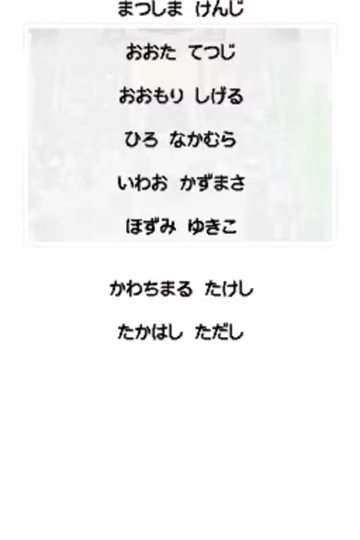 まつしま けんじ
おおた てつじ
おおもり しげる
ひろ なかむら
いわお かずまさ
ほずみ ゆきこ
かわちまる たけし
たかはし ただし